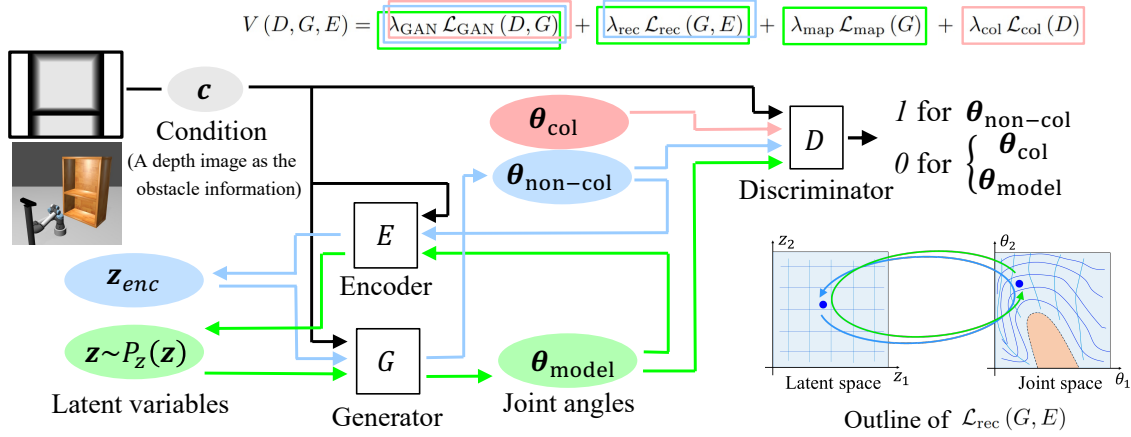 V (D, G, E) = λ_GAN ℒ_GAN (D, G) + λ_rec ℒ_rec (G, E) + λ_map ℒ_map (G) + λ_col ℒ_col (D)
c
Condition
(A depth image as the
obstacle information)
θ_col
θ_non−col
D
Discriminator
1 for θ_non−col
0 for { θ_col
θ_model
E
Encoder
z_enc
z~P_z(z)
Latent variables
G
Generator
θ_model
Joint angles
z_2
z_1
Latent space
θ_2
θ_1
Joint space
Outline of ℒ_rec (G, E)